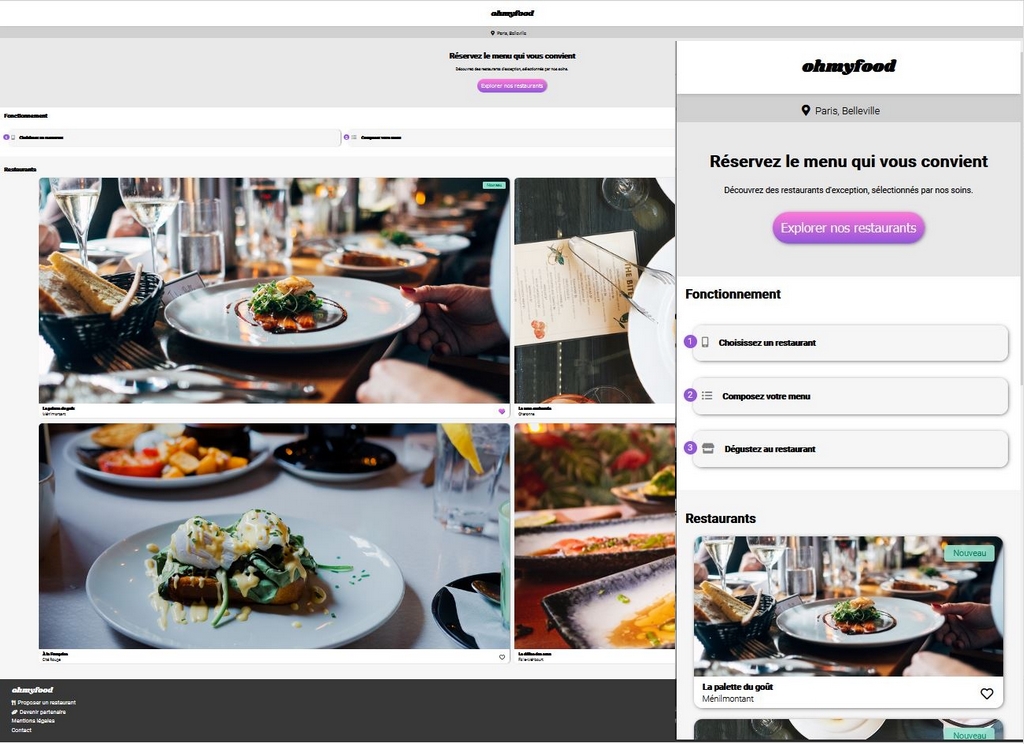 ohmyfood
Paris, Belleville
Réservez le menu qui vous convient
Découvrez des restaurants d'exception, sélectionnés par nos soins.
Explorer nos restaurants
Fonctionnement
1 Choisissez un restaurant
2 Composez votre menu
Restaurants
Nouveau
La palette du goût
Ménilmontant
La note enchantée
Charonne
À la française
Cité Rouge
Le délice des sens
Folie-Méricourt
ohmyfood
Proposer un restaurant
Devenir partenaire
Mentions légales
Contact
ohmyfood
Paris, Belleville
Réservez le menu qui vous convient
Découvrez des restaurants d'exception, sélectionnés par nos soins.
Explorer nos restaurants
Fonctionnement
1 Choisissez un restaurant
2 Composez votre menu
3 Dégustez au restaurant
Restaurants
Nouveau
La palette du goût
Ménilmontant
Nouveau